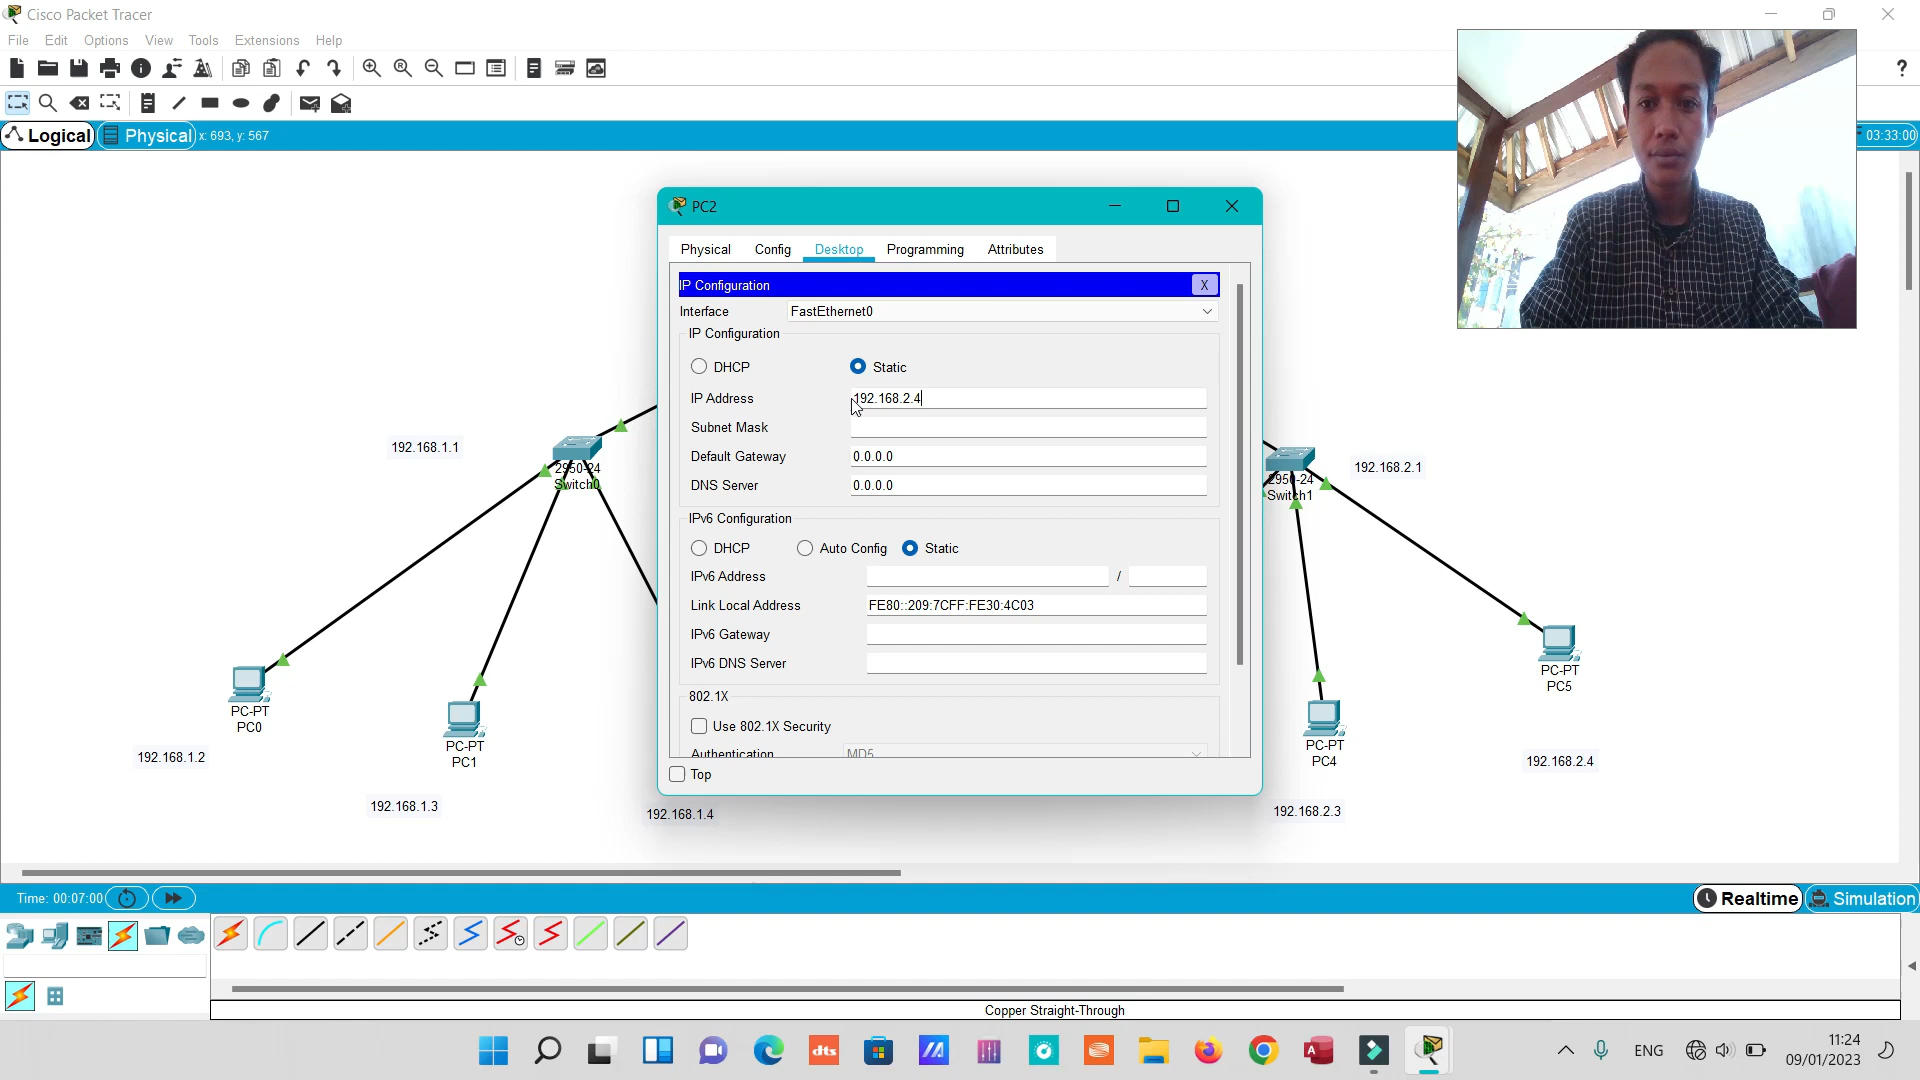 Cisco Packet Tracer
File Edit Options View Tools Extensions Help
Logical Physical x: 693, y: 567
03:33:00
PC2
Physical Config Desktop Programming Attributes
IP Configuration X
Interface FastEthernet0
IP Configuration
DHCP Static
IP Address 192.168.2.4
Subnet Mask
Default Gateway 0.0.0.0
DNS Server 0.0.0.0
IPv6 Configuration
DHCP Auto Config Static
IPv6 Address /
Link Local Address FE80::209:7CFF:FE30:4C03
IPv6 Gateway
IPv6 DNS Server
802.1X
Use 802.1X Security
Authentication MD5
Top
192.168.1.1
2950-24
Switch0
2950-24
Switch1
192.168.2.1
PC-PT
PC0
192.168.1.2
PC-PT
PC1
192.168.1.3
192.168.1.4
PC-PT
PC4
192.168.2.3
PC-PT
PC5
192.168.2.4
Time: 00:07:00
Realtime Simulation
Copper Straight-Through
dts
A
ENG
11:24
09/01/2023